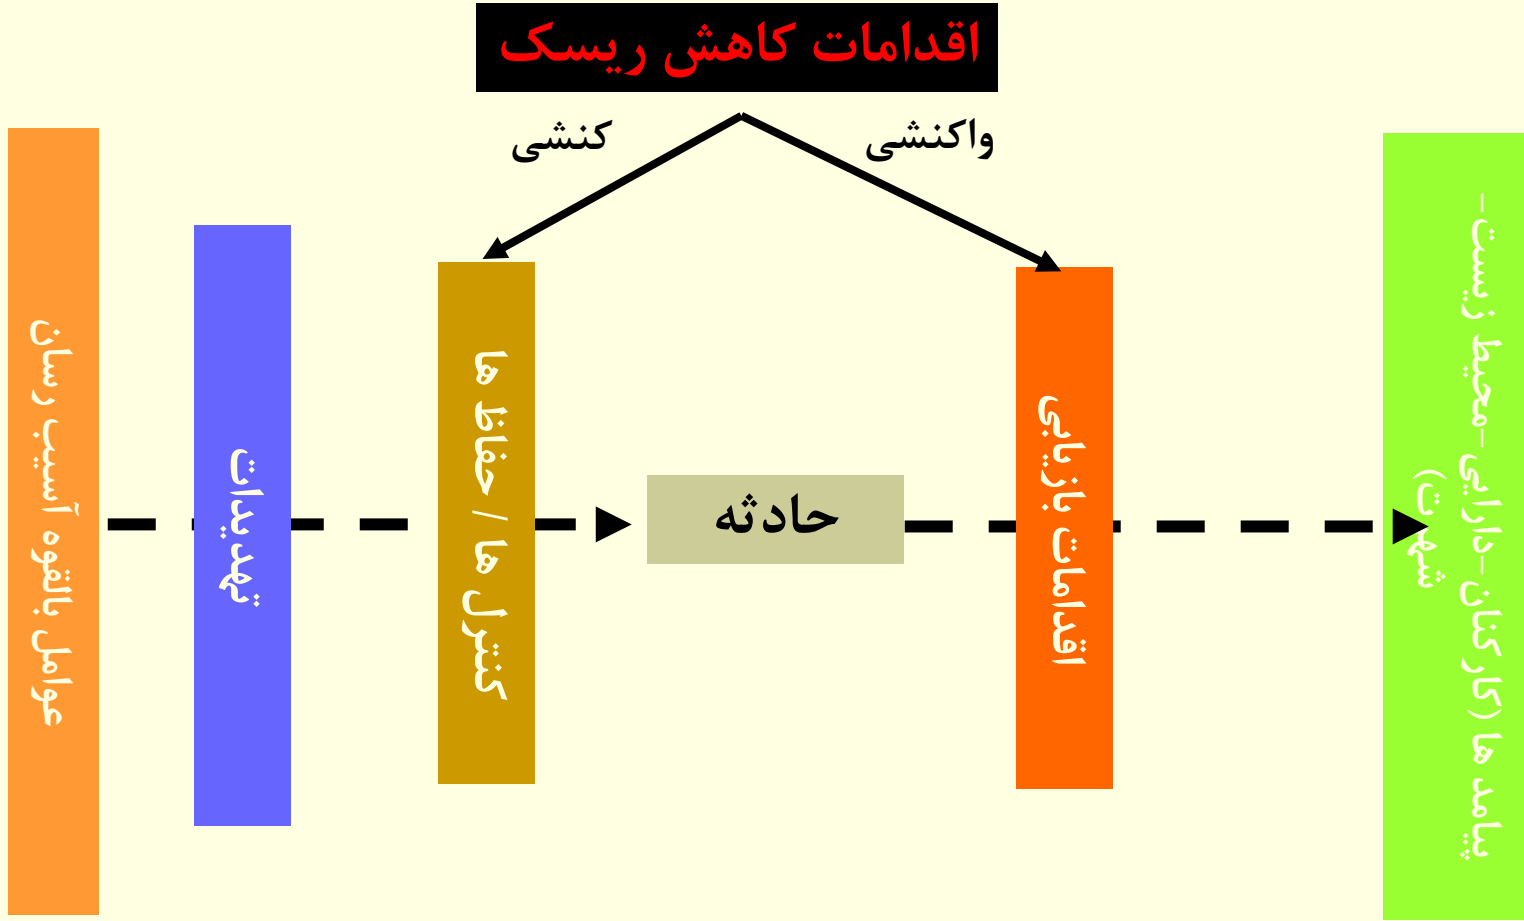 اقدامات کاهش ریسک
کنشی
واکنشی
عوامل بالقوه آسیب رسان
تهدیدات
کنترل ها / حفاظ ها
حادثه
اقدامات بازیابی
پیامد ها (کارکنان -دارایی-محیط زیست-
شهرت)